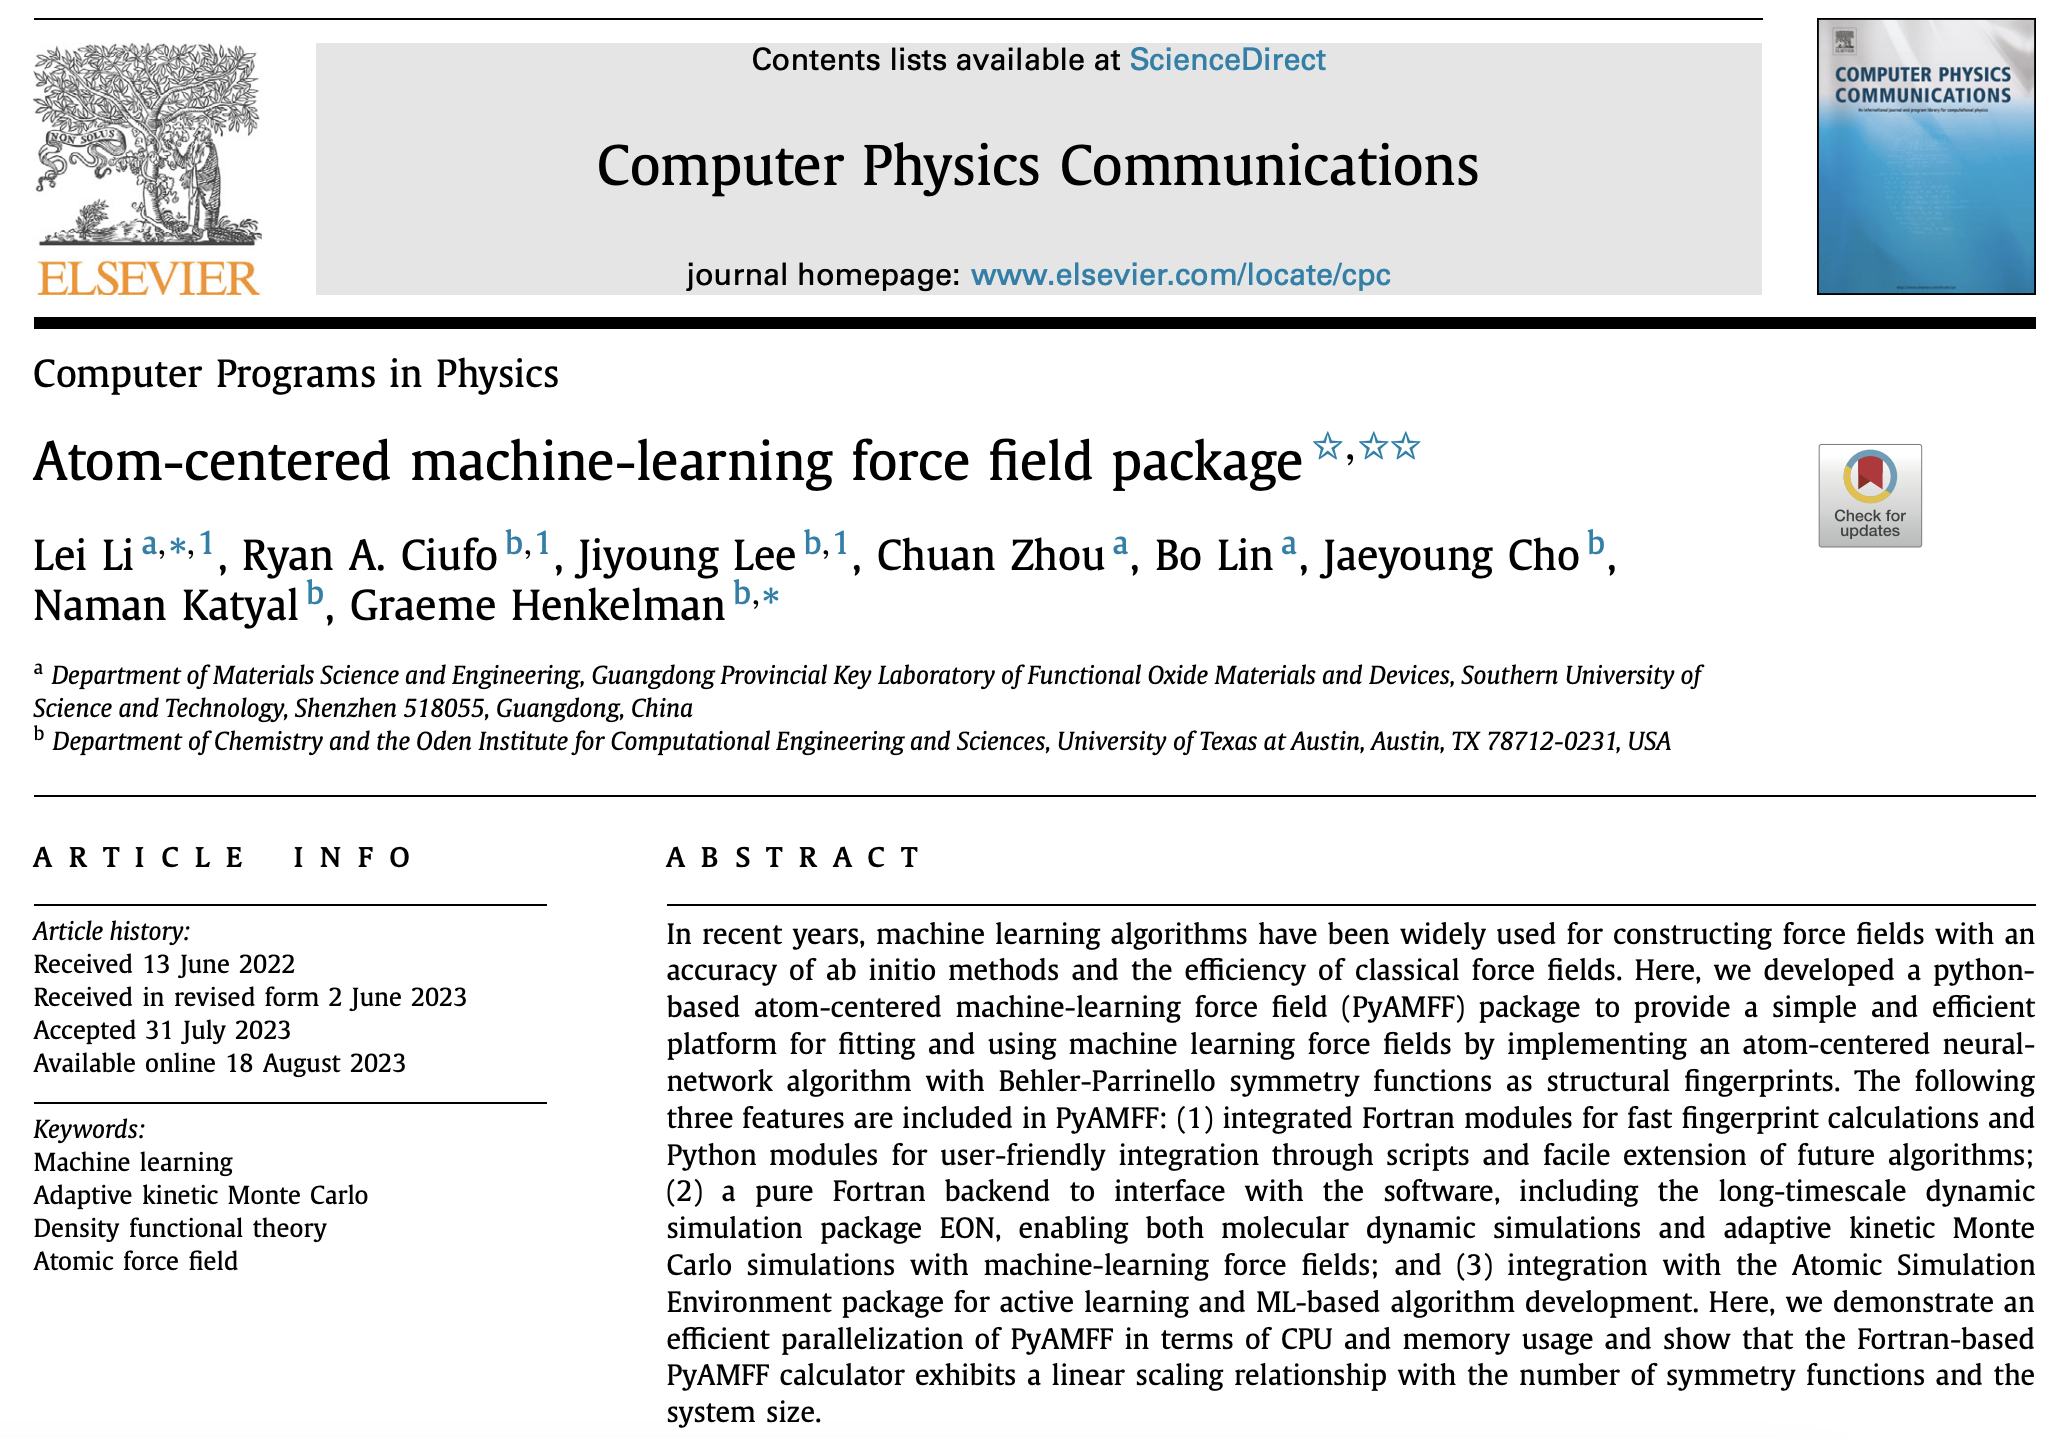 Contents lists available at ScienceDirect
Computer Physics Communications
journal homepage: www.elsevier.com/locate/cpc
NON SOLUS
ELSEVIER
COMPUTER PHYSICS
COMMUNICATIONS
Computer Programs in Physics
Atom-centered machine-learning force field package ☆,☆☆
Check for
updates
Lei Li a,*,1, Ryan A. Ciufo b,1, Jiyoung Lee b,1, Chuan Zhou a, Bo Lin a, Jaeyoung Cho b,
Naman Katyal b, Graeme Henkelman b,*
a Department of Materials Science and Engineering, Guangdong Provincial Key Laboratory of Functional Oxide Materials and Devices, Southern University of
Science and Technology, Shenzhen 518055, Guangdong, China
b Department of Chemistry and the Oden Institute for Computational Engineering and Sciences, University of Texas at Austin, Austin, TX 78712-0231, USA
ARTICLE INFO
Article history:
Received 13 June 2022
Received in revised form 2 June 2023
Accepted 31 July 2023
Available online 18 August 2023
Keywords:
Machine learning
Adaptive kinetic Monte Carlo
Density functional theory
Atomic force field
ABSTRACT
In recent years, machine learning algorithms have been widely used for constructing force fields with an
accuracy of ab initio methods and the efficiency of classical force fields. Here, we developed a python-
based atom-centered machine-learning force field (PyAMFF) package to provide a simple and efficient
platform for fitting and using machine learning force fields by implementing an atom-centered neural-
network algorithm with Behler-Parrinello symmetry functions as structural fingerprints. The following
three features are included in PyAMFF: (1) integrated Fortran modules for fast fingerprint calculations and
Python modules for user-friendly integration through scripts and facile extension of future algorithms;
(2) a pure Fortran backend to interface with the software, including the long-timescale dynamic
simulation package EON, enabling both molecular dynamic simulations and adaptive kinetic Monte
Carlo simulations with machine-learning force fields; and (3) integration with the Atomic Simulation
Environment package for active learning and ML-based algorithm development. Here, we demonstrate an
efficient parallelization of PyAMFF in terms of CPU and memory usage and show that the Fortran-based
PyAMFF calculator exhibits a linear scaling relationship with the number of symmetry functions and the
system size.